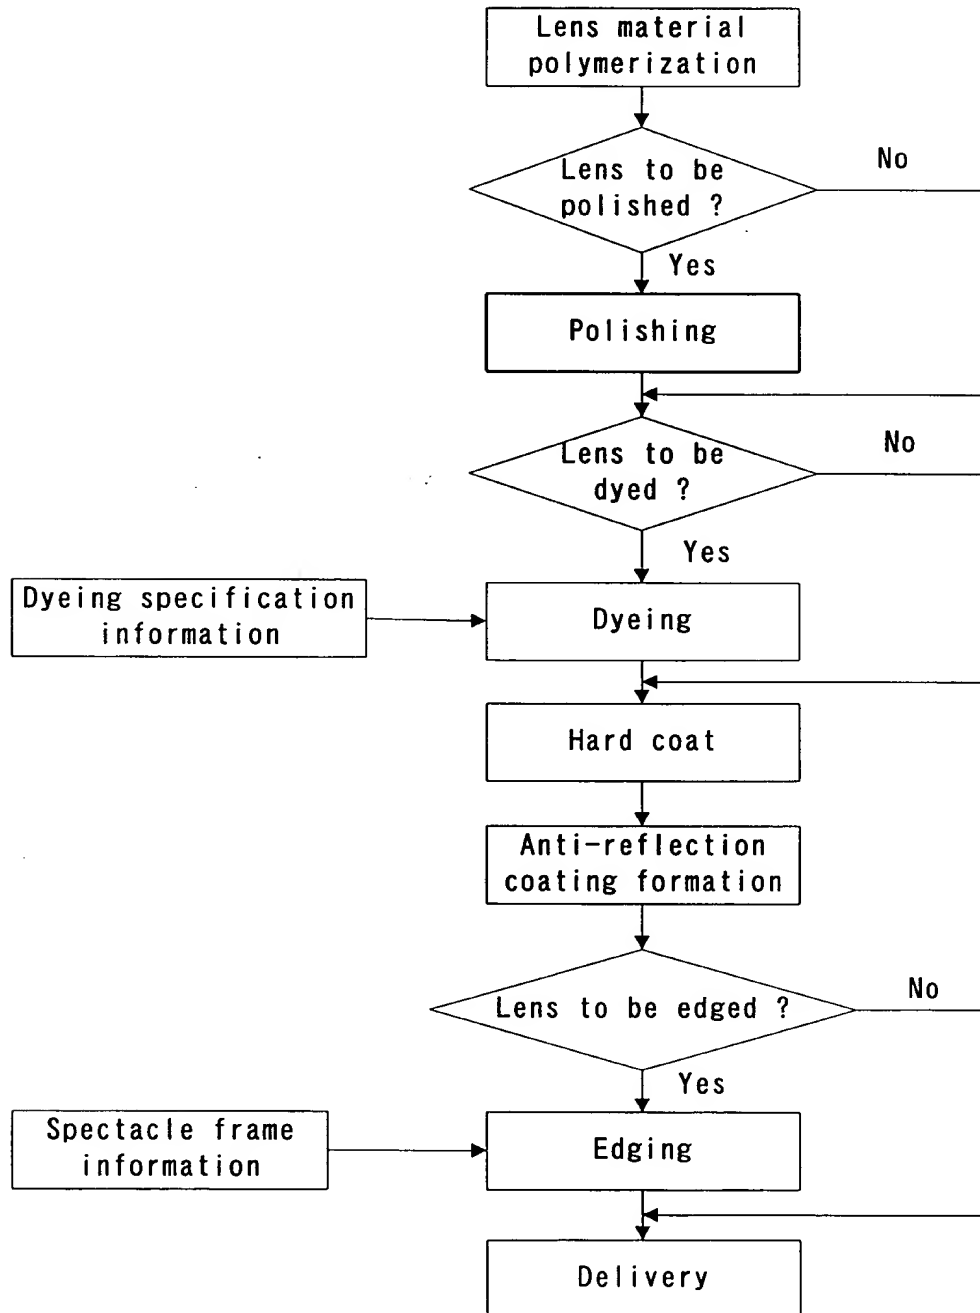 Lens material
polymerization
No
Lens to be
polished ?
Yes
Polishing
No
Lens to be
dyed ?
Yes
Dyeing specification
information
Dyeing
Hard coat
Anti-reflection
coating formation
No
Lens to be edged ?
Yes
Spectacle frame
information
Edging
Delivery